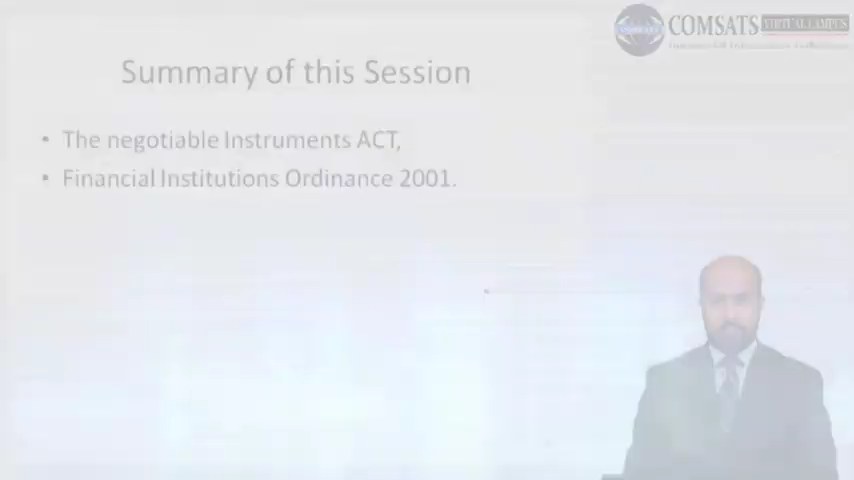 COMSATS VIRTUAL CAMPUS
Summary of this Session
• The negotiable Instruments ACT,
• Financial Institutions Ordinance 2001.